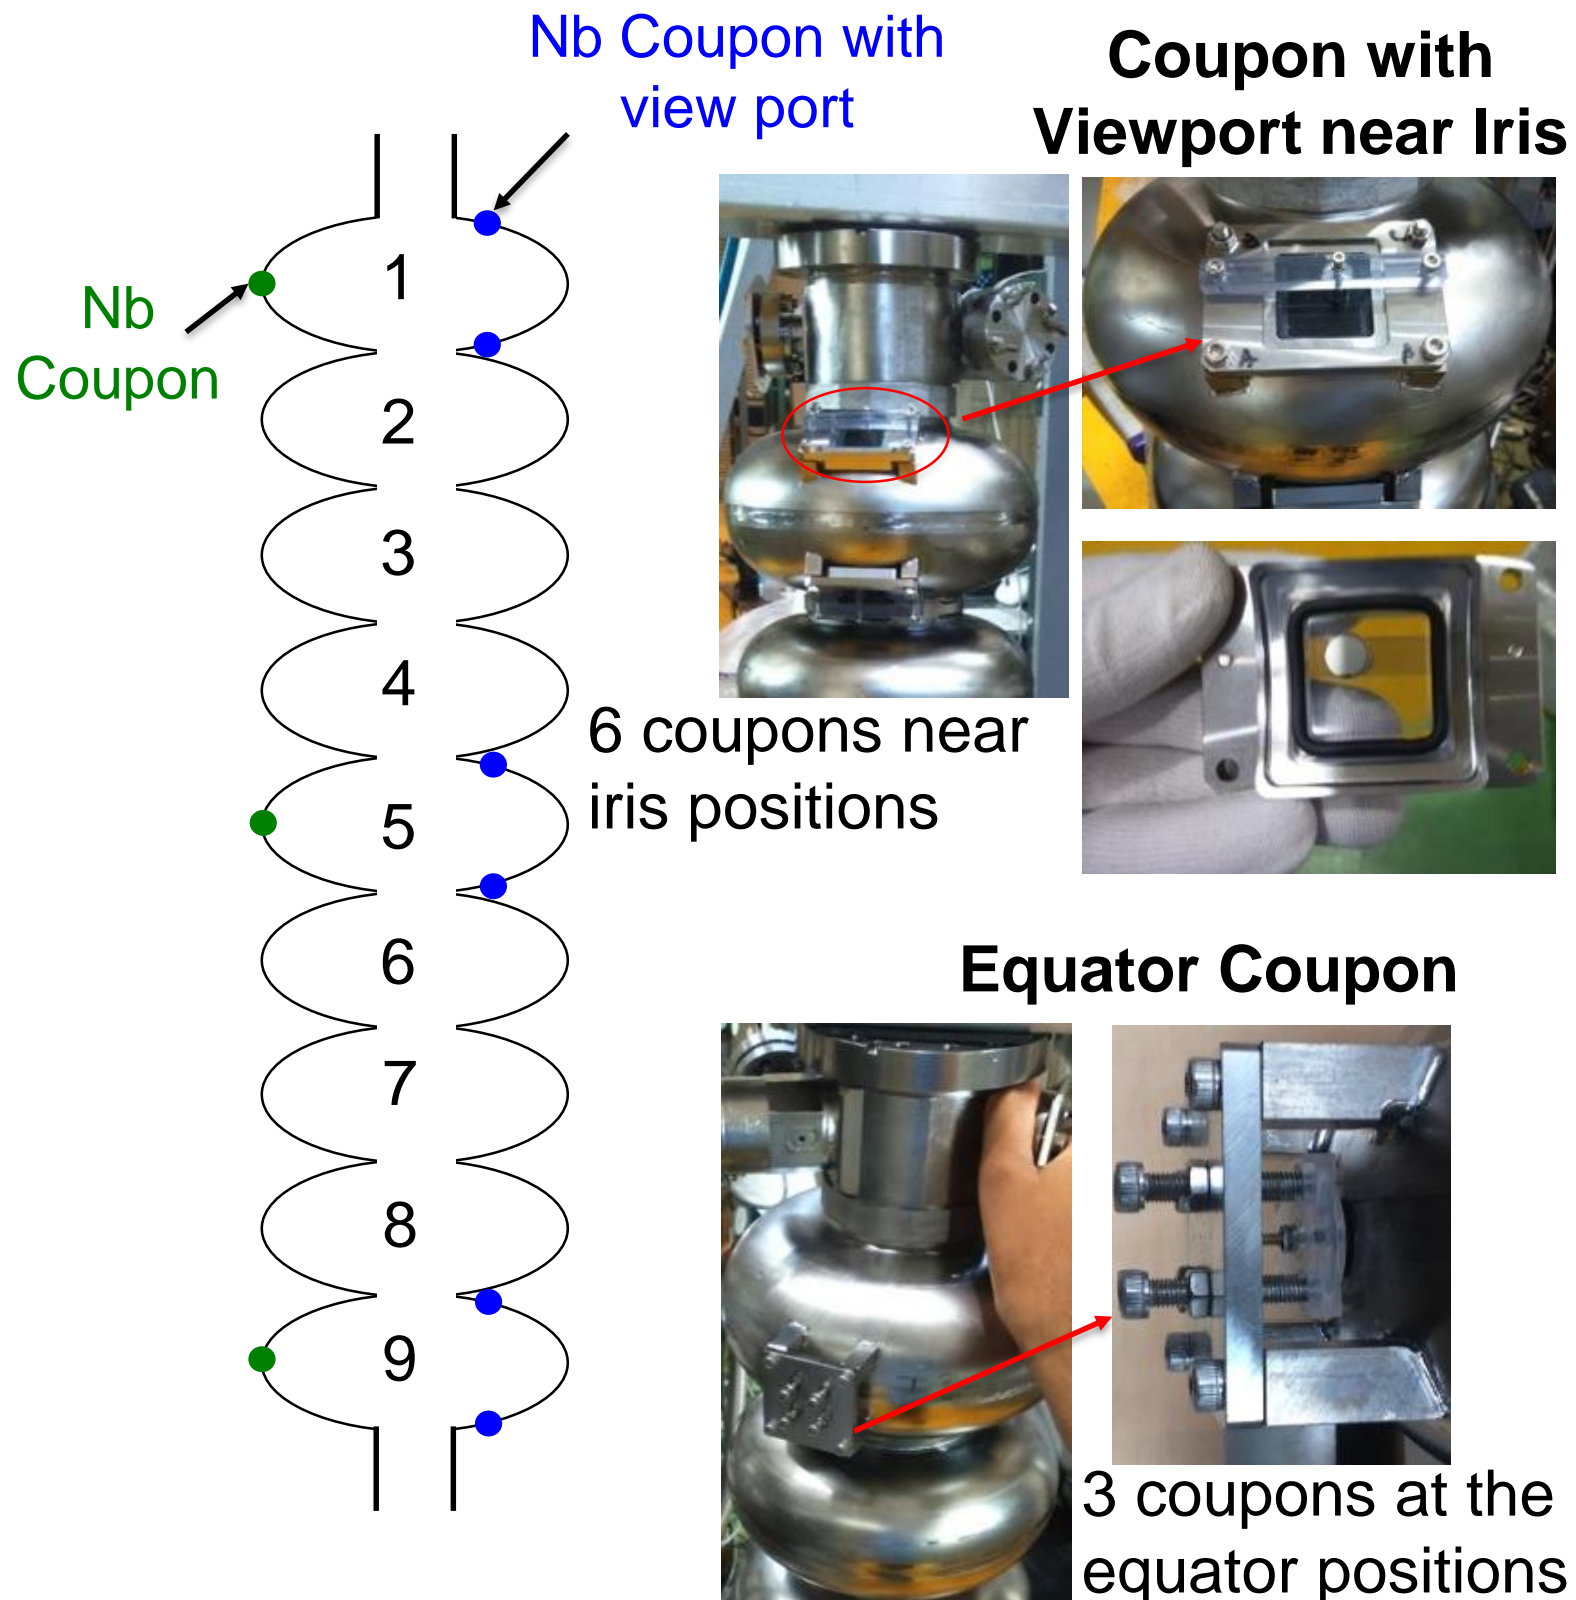 Nb Coupon with
view port
Coupon with
Viewport near Iris
Nb
Coupon
1
2
3
4
5
6
7
8
9
6 coupons near
iris positions
Equator Coupon
3 coupons at the
equator positions